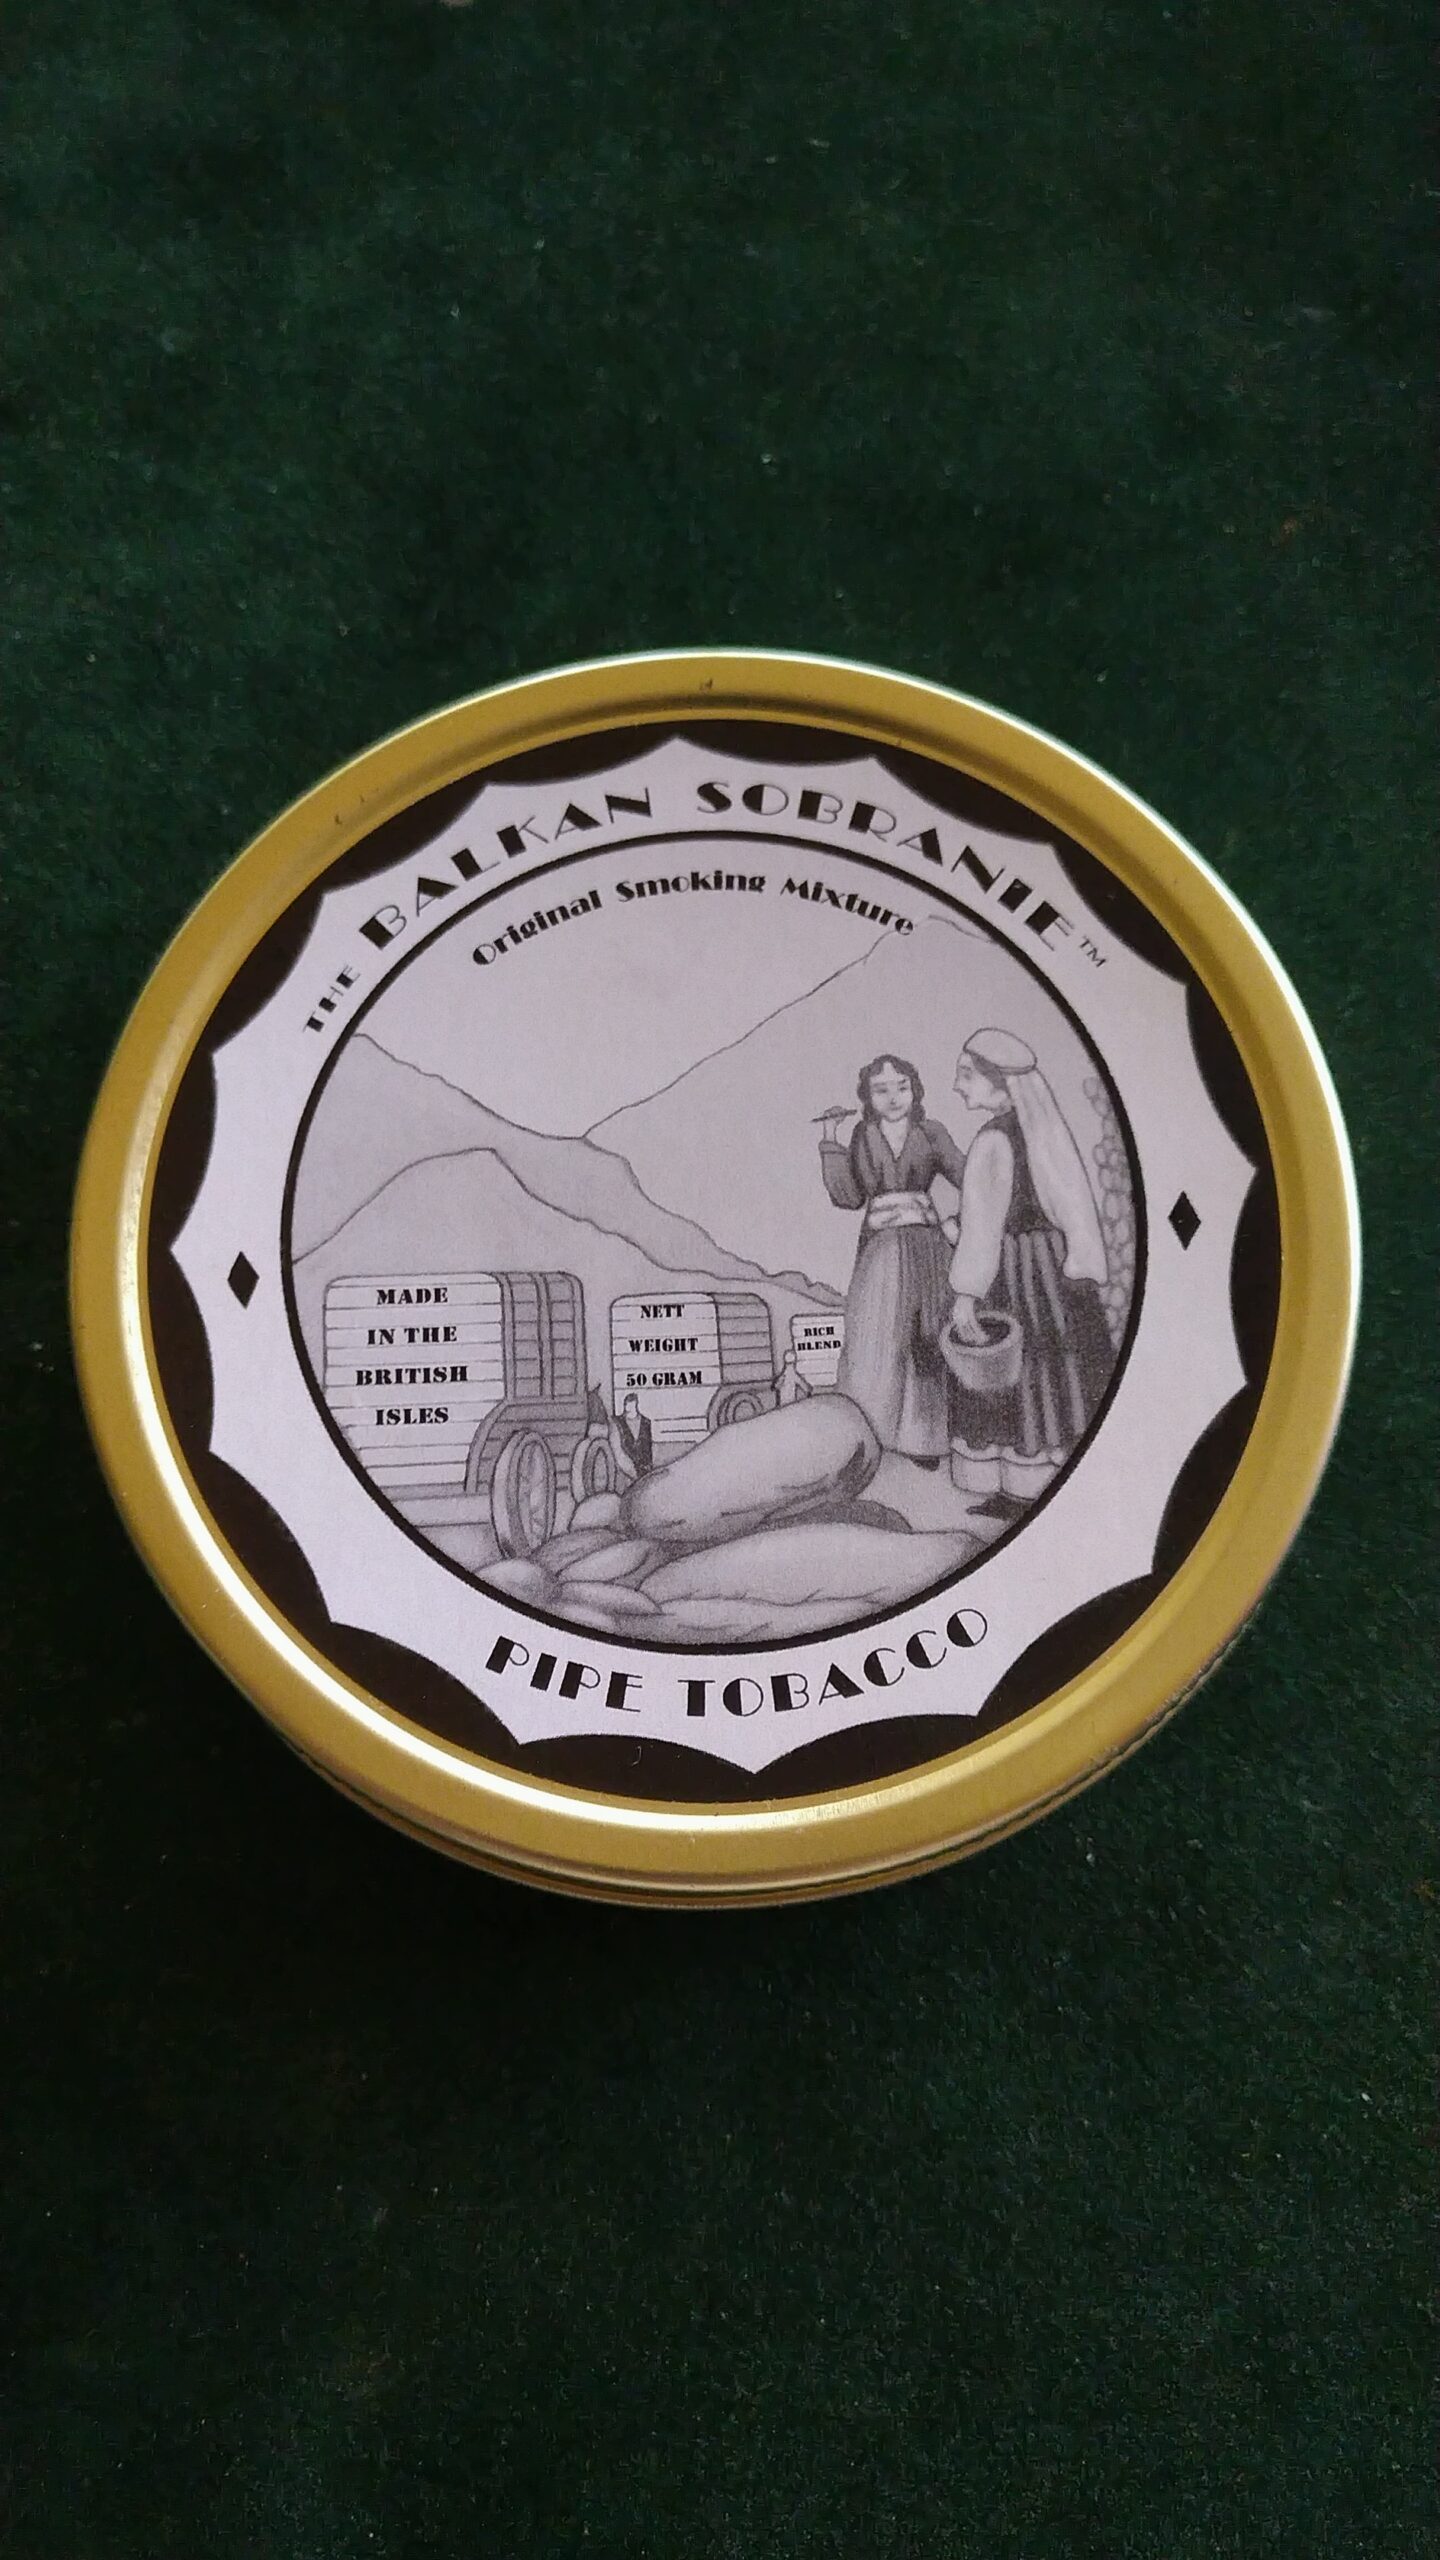 THE BALKAN SOBRANIE™
Original Smoking Mixture
MADE
IN THE
BRITISH
ISLES
NETT
WEIGHT
50 GRAM
RICH
BLEND
PIPE TOBACCO